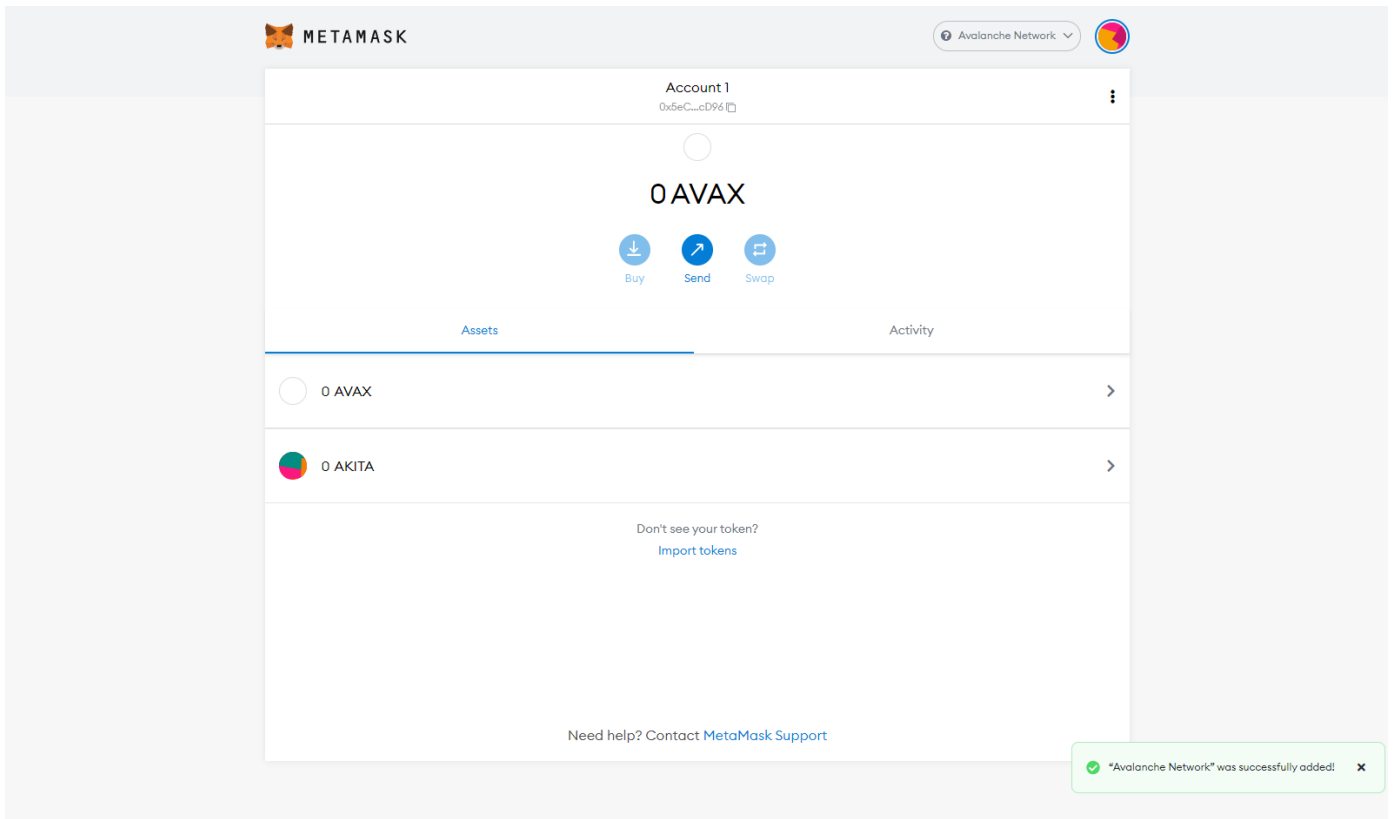 METAMASK
Avalanche Network
Account 1
0x5eC...cD96
0 AVAX
Buy
Send
Swap
Assets
Activity
0 AVAX
0 AKITA
Don't see your token?
Import tokens
Need help? Contact MetaMask Support
“Avalanche Network” was successfully added!